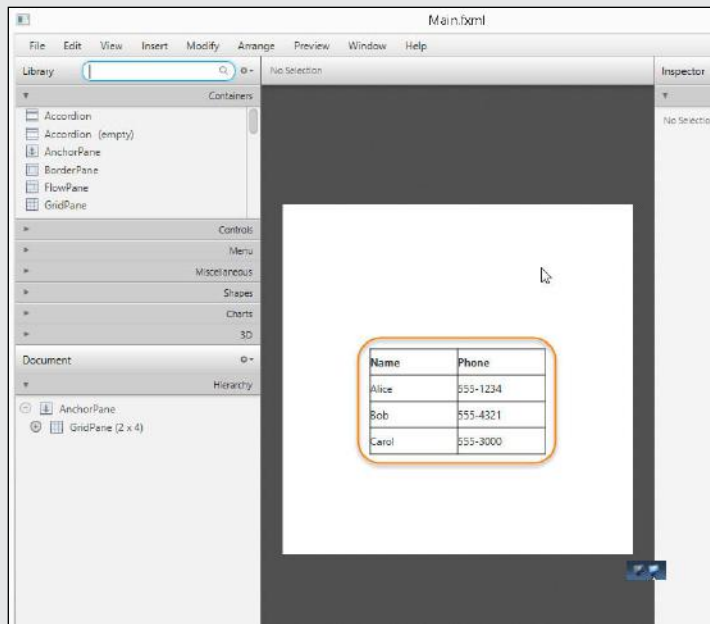 Main.fxml
File Edit View Insert Modify Arrange Preview Window Help
Library
No Selection
Inspector
Containers
Accordion
Accordion (empty)
AnchorPane
BorderPane
FlowPane
GridPane
Controls
Menu
Miscellaneous
Shapes
Charts
3D
Document
Hierarchy
AnchorPane
GridPane (2 x 4)
No Selectio
Name Phone
Alice 555-1234
Bob 555-4321
Carol 555-3000